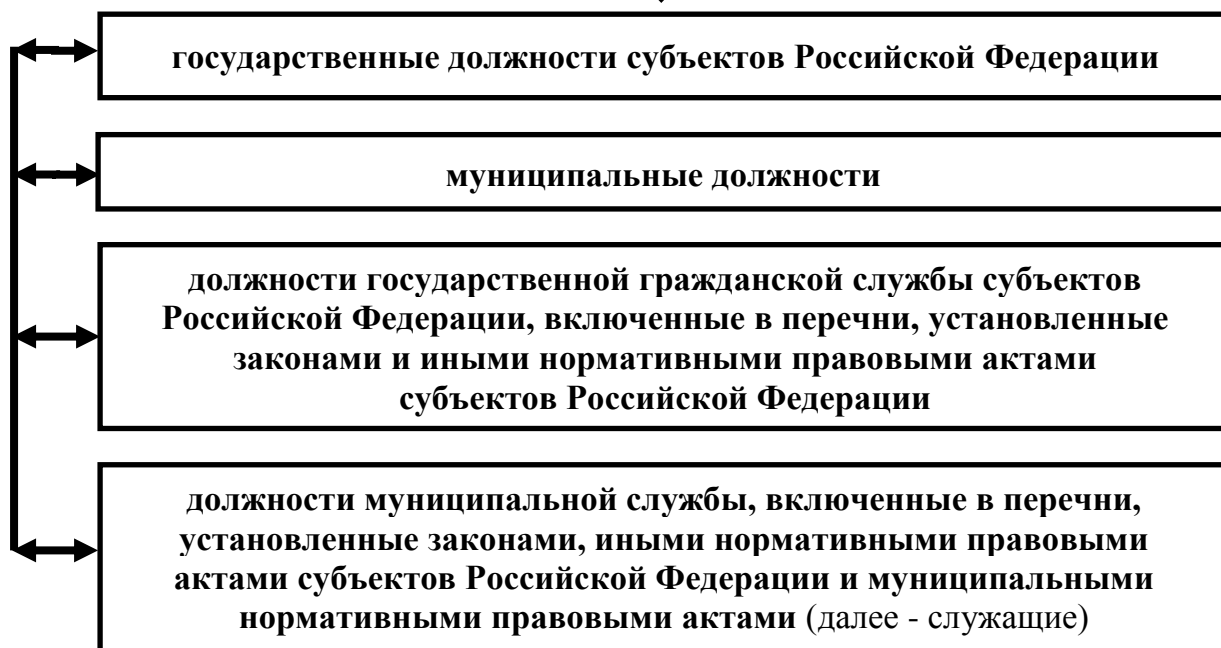 государственные должности субъектов Российской Федерации
муниципальные должности
должности государственной гражданской службы субъектов
Российской Федерации, включенные в перечни, установленные
законами и иными нормативными правовыми актами
субъектов Российской Федерации
должности муниципальной службы, включенные в перечни,
установленные законами, иными нормативными правовыми
актами субъектов Российской Федерации и муниципальными
нормативными правовыми актами (далее - служащие)